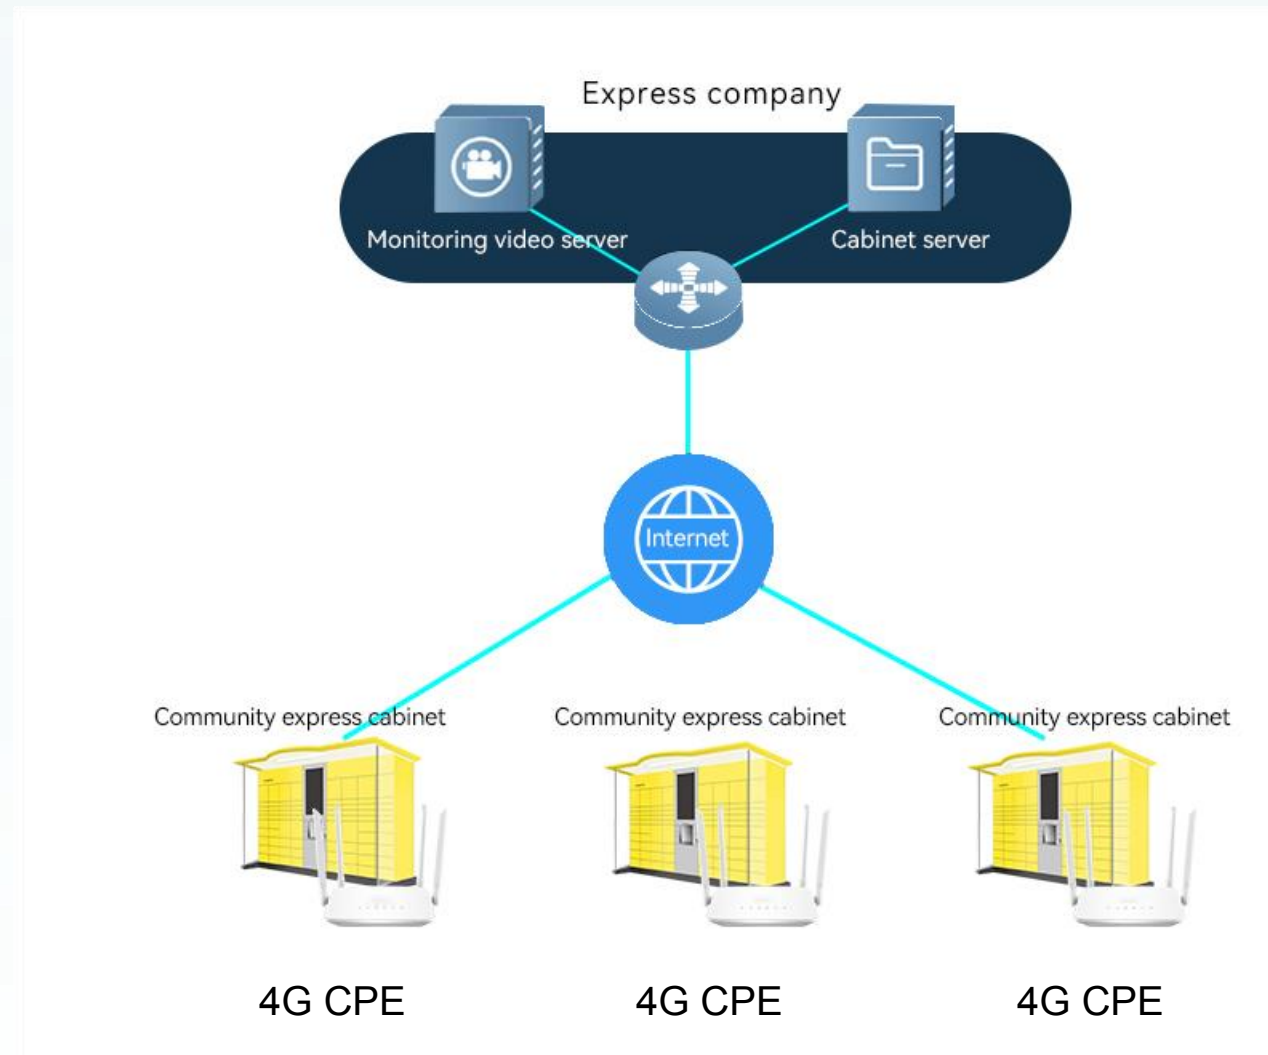 Express company
Monitoring video server
Cabinet server
Internet
Community express cabinet
Community express cabinet
Community express cabinet
4G CPE
4G CPE
4G CPE